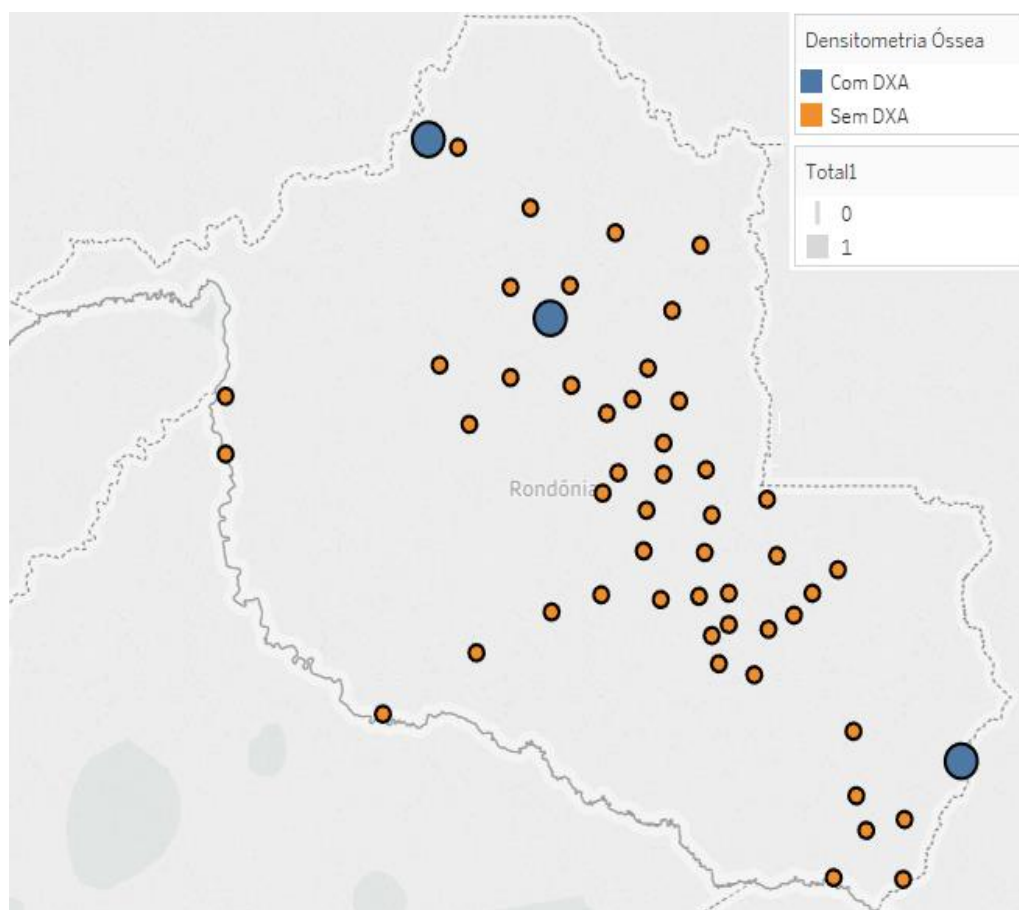 Densitometria Óssea
Com DXA
Sem DXA
Total1
0
1
Rondônia